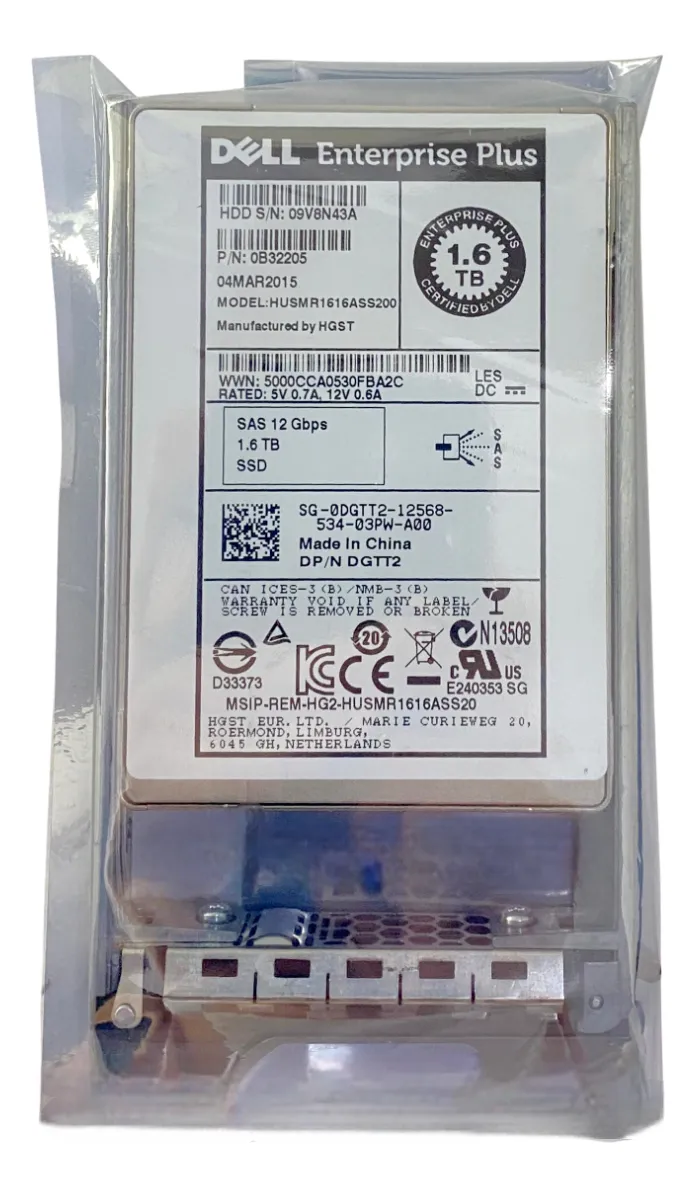 DELL Enterprise Plus
HDD S/N: 09V8N43A
P/N: 0B32205
04MAR2015
MODEL:HUSMR1616ASS200
Manufactured by HGST
ENTERPRISE PLUS
1.6
TB
CERTIFIED BY DELL
WWN: 5000CCA0530FBA2C
RATED: 5V 0.7A, 12V 0.6A
LES
DC
SAS 12 Gbps
1.6 TB
SSD
SAS
SG-0DGTT2-12568-
534-03PW-A00
Made In China
DP/N DGTT2
CAN ICES-3(B)/NMB-3(B)
WARRANTY VOID IF ANY LABEL/
SCREW IS REMOVED OR BROKEN
20
N13508
D33373
CE
c RU US
E240353 SG
MSIP-REM-HG2-HUSMR1616ASS20
HGST EUR.LTD. / MARIE CURIEWEG 20,
ROERMOND, LIMBURG,
6045 GH, NETHERLANDS